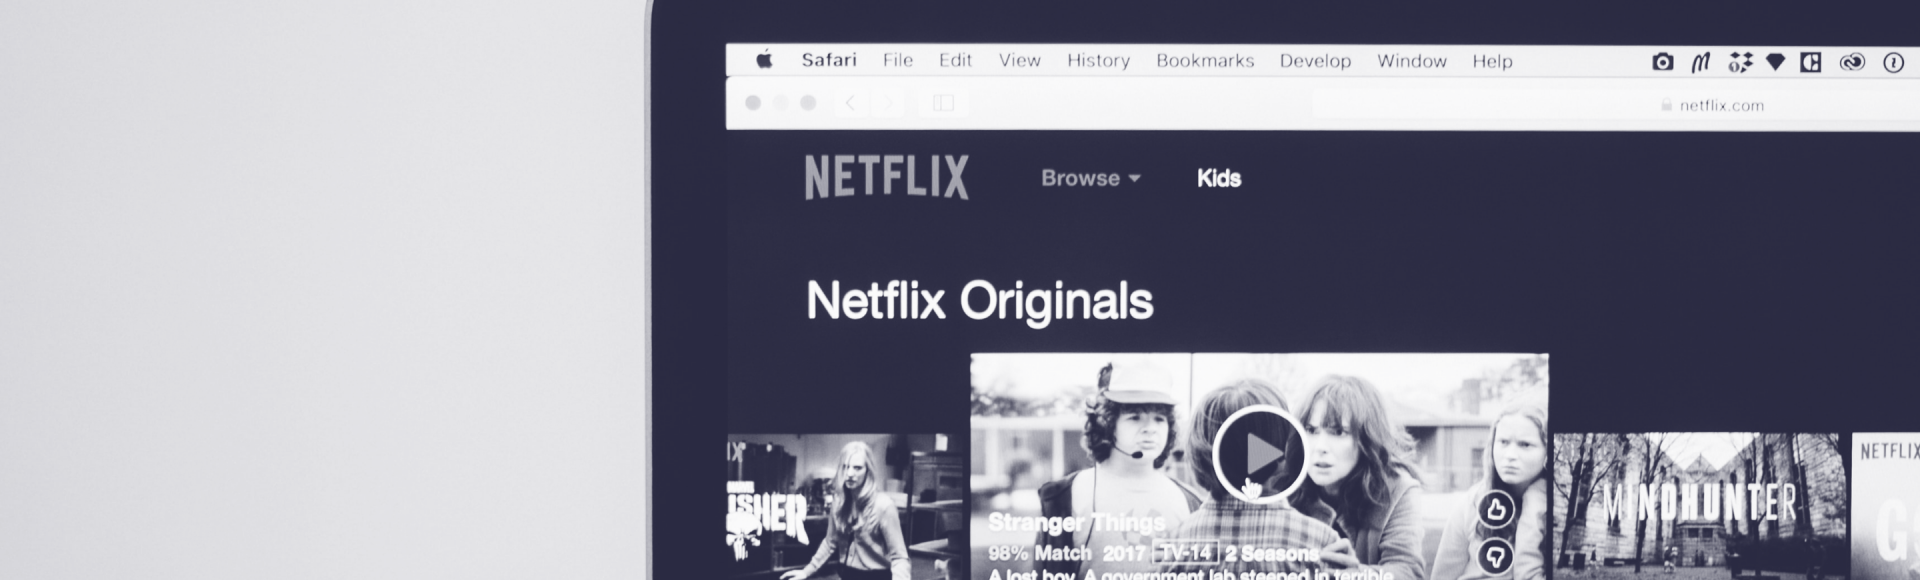 Safari File Edit View History Bookmarks Develop Window Help
netflix.com
NETFLIX Browse Kids
Netflix Originals
ISHER
Stranger Things
98% Match 2017 TV-14 2 Seasons
A lost boy. A government lab steeped in terrible
MINDHUNTER
NETFLIX